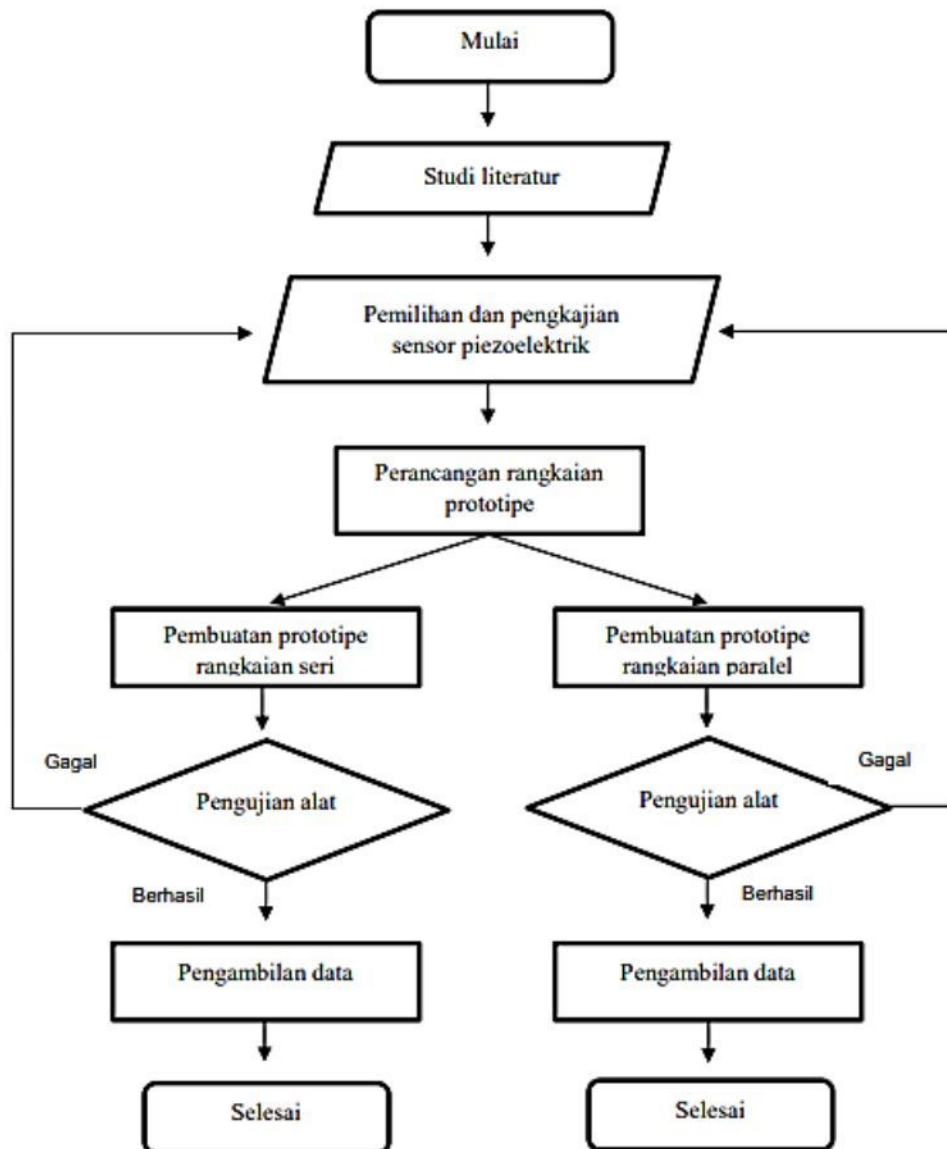 Mulai
Studi literatur
Pemilihan dan pengkajian
sensor piezoelektrik
Perancangan rangkaian
prototipe
Pembuatan prototipe
rangkaian seri
Pembuatan prototipe
rangkaian paralel
Gagal
Pengujian alat
Pengujian alat
Gagal
Berhasil
Berhasil
Pengambilan data
Pengambilan data
Selesai
Selesai